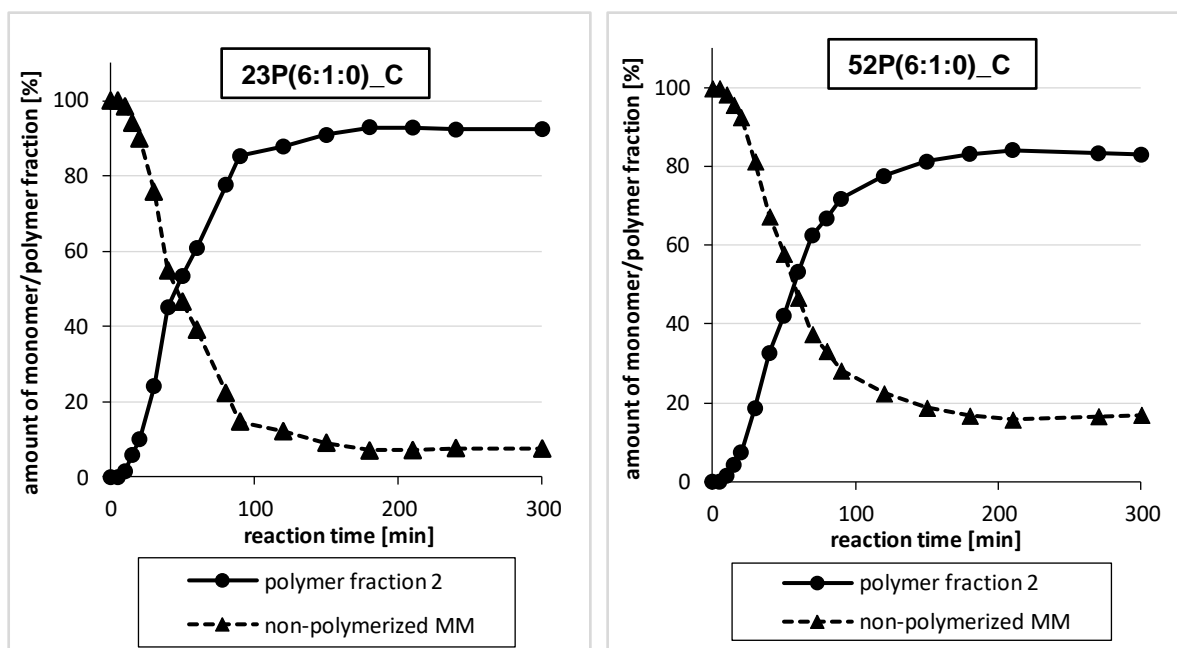 23P(6:1:0)_C
amount of monomer/polymer fraction [%]
100
80
60
40
20
0
0
100
200
300
reaction time [min]
polymer fraction 2
non-polymerized MM
52P(6:1:0)_C
amount of monomer/polymer fraction [%]
100
80
60
40
20
0
0
100
200
300
reaction time [min]
polymer fraction 2
non-polymerized MM